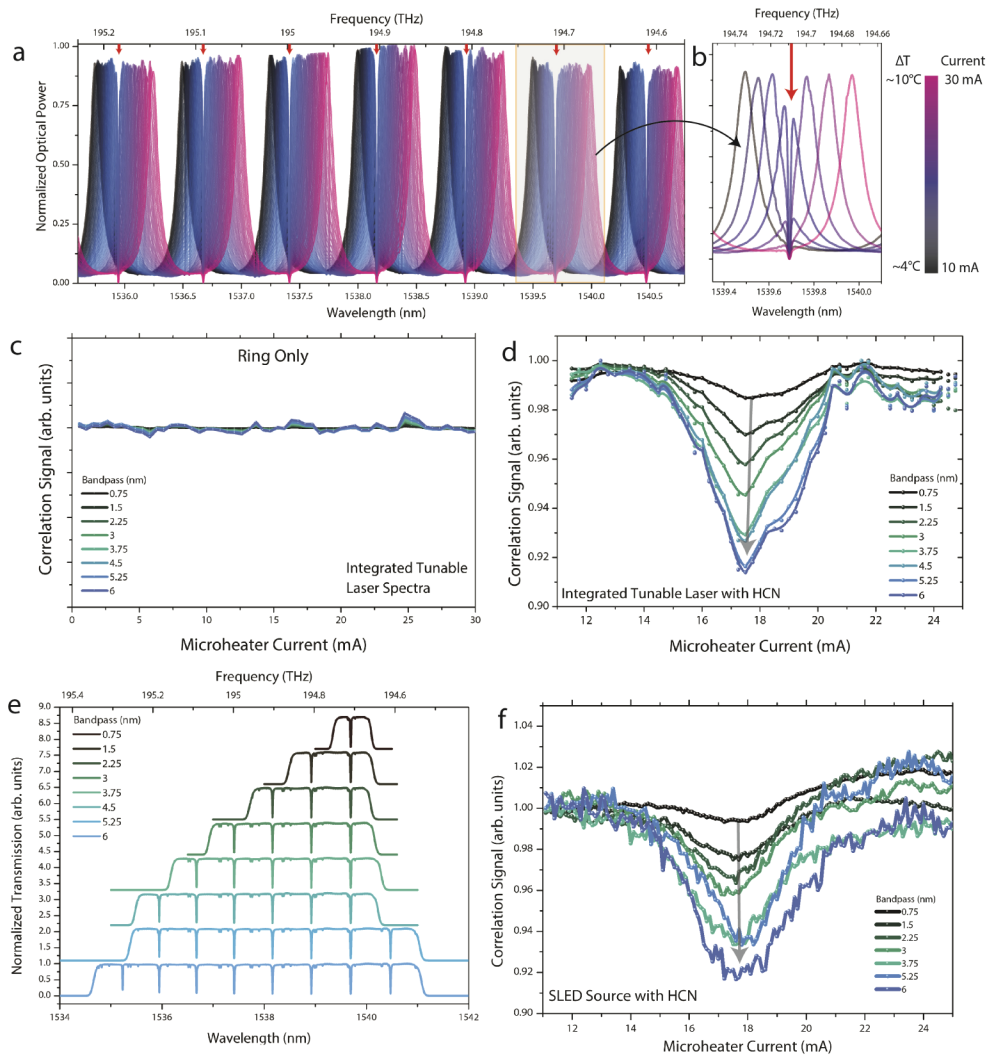 Frequency (THz)
195.2 195.1 195 194.9 194.8 194.7 194.6
a
1.00
0.75
0.50
0.25
0.00
Normalized Optical Power
1536.0 1536.5 1537.0 1537.5 1538.0 1538.5 1539.0 1539.5 1540.0 1540.5
Wavelength (nm)
Frequency (THz)
194.74 194.72 194.7 194.68 194.66
b
1539.4 1539.6 1539.8 1540.0
Wavelength (nm)
ΔT Current
~10°C 30 mA
~4°C 10 mA
c
Ring Only
Correlation Signal (arb. units)
Bandpass (nm)
0.75
1.5
2.25
3
3.75
4.5
5.25
6
Integrated Tunable
Laser Spectra
0 5 10 15 20 25 30
Microheater Current (mA)
d
1.00
0.98
0.96
0.94
0.92
0.90
Correlation Signal (arb. units)
Bandpass (nm)
0.75
1.5
2.25
3
3.75
4.5
5.25
6
Integrated Tunable Laser with HCN
12 14 16 18 20 22 24
Microheater Current (mA)
Frequency (THz)
195.4 195.2 195 194.8 194.6
e
9.0
8.5
8.0
7.5
7.0
6.5
6.0
5.5
5.0
4.5
4.0
3.5
3.0
2.5
2.0
1.5
1.0
0.5
0.0
Normalized Transmission (arb. units)
Bandpass (nm)
0.75
1.5
2.25
3
3.75
4.5
5.25
6
1534 1536 1538 1540 1542
Wavelength (nm)
f
1.04
1.02
1.00
0.98
0.96
0.94
0.92
0.90
Correlation Signal (arb. units)
Bandpass (nm)
0.75
1.5
2.25
3
3.75
5.25
6
SLED Source with HCN
12 14 16 18 20 22 24
Microheater Current (mA)